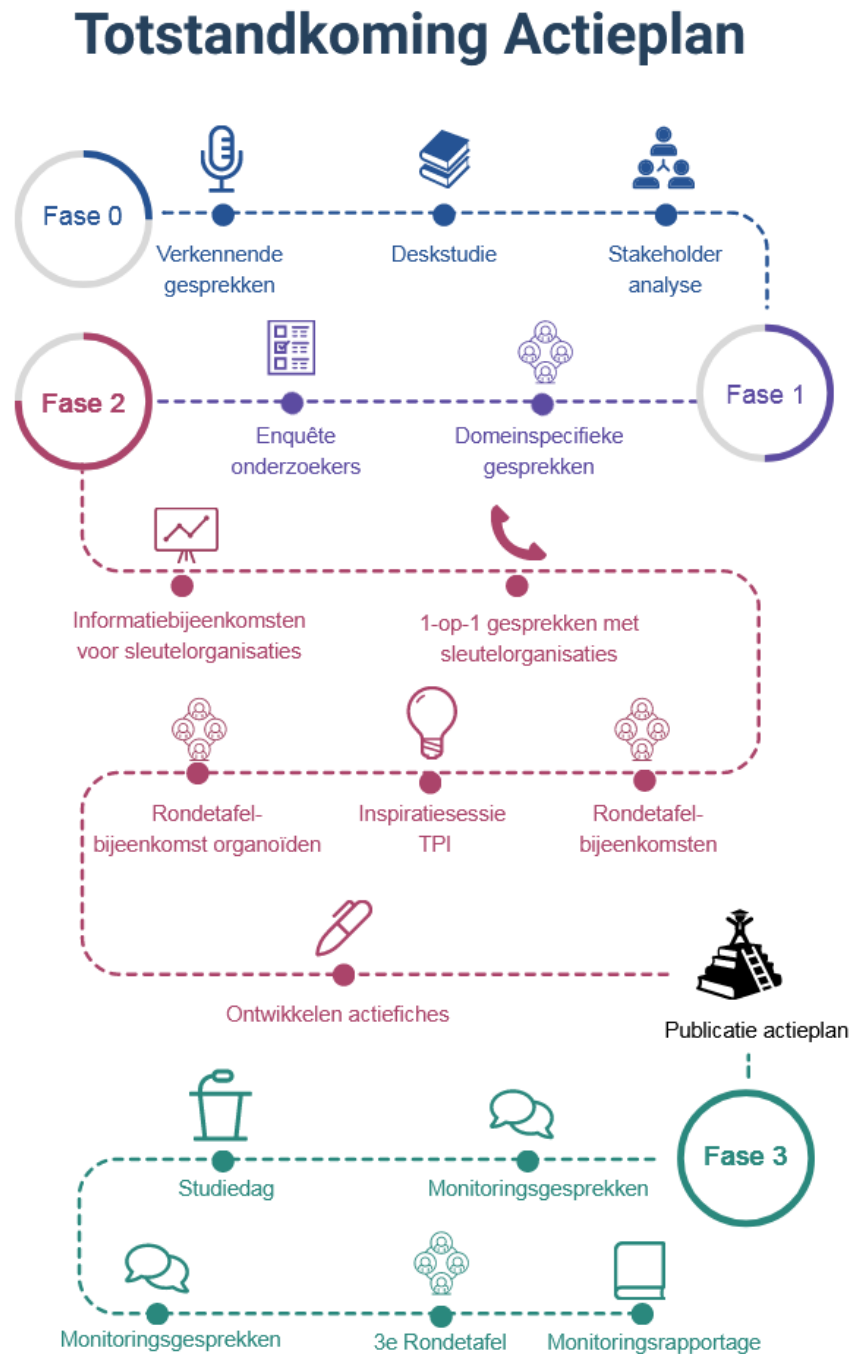 Totstandkoming Actieplan
Fase 0
Verkennende
gesprekken
Deskstudie
Stakeholder
analyse
Fase 1
Domeinspecifieke
gesprekken
Enquête
onderzoekers
Fase 2
Informatiebijeenkomsten
voor sleutelorganisaties
1-op-1 gesprekken met
sleutelorganisaties
Rondetafel-
bijeenkomsten
Inspiratiesessie
TPI
Rondetafel-
bijeenkomst organoïden
Ontwikkelen actiefiches
Publicatie actieplan
Fase 3
Monitoringsgesprekken
Studiedag
Monitoringsgesprekken
3e Rondetafel
Monitoringsrapportage